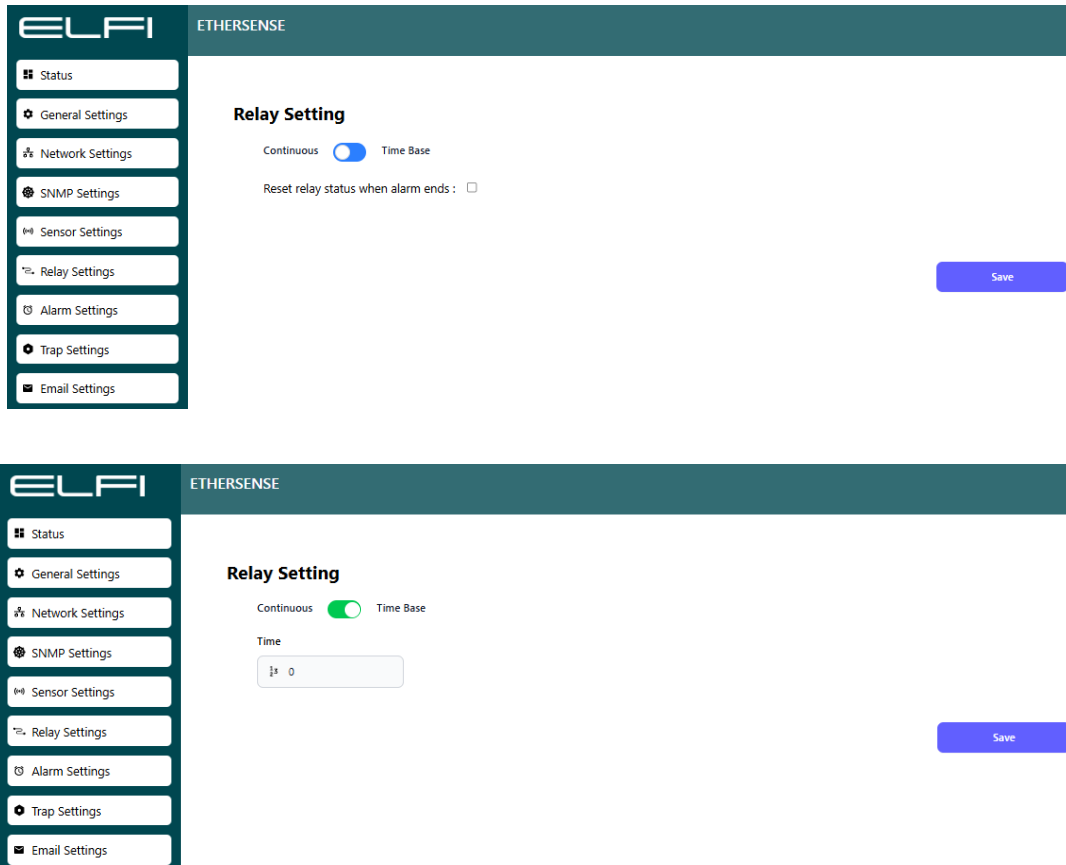 ELFI
ETHERSENSE
Status
General Settings
Network Settings
SNMP Settings
Sensor Settings
Relay Settings
Alarm Settings
Trap Settings
Email Settings
Relay Setting
Continuous Time Base
Reset relay status when alarm ends :
Save
ELFI
ETHERSENSE
Status
General Settings
Network Settings
SNMP Settings
Sensor Settings
Relay Settings
Alarm Settings
Trap Settings
Email Settings
Relay Setting
Continuous Time Base
Time
0
Save